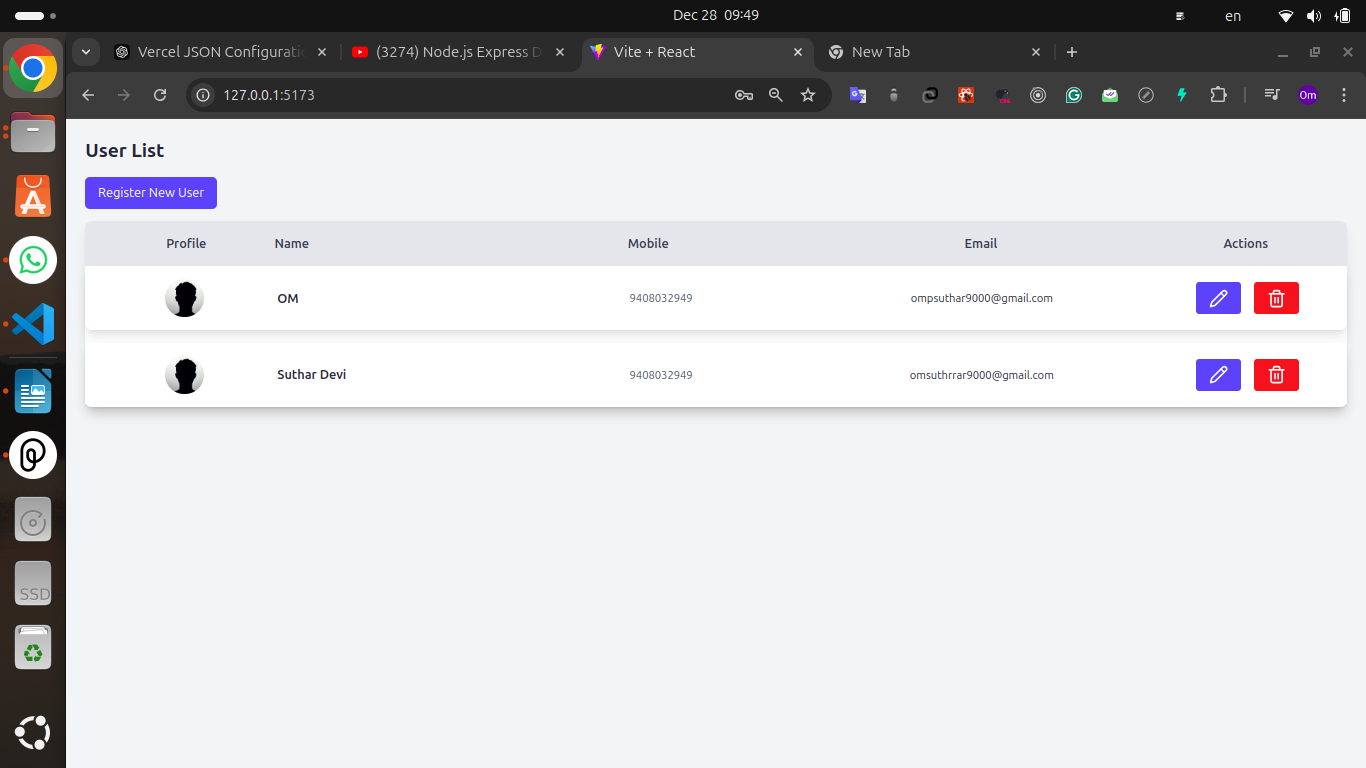 Dec 28 09:49
en
Vercel JSON Configurati
(3274) Node.js Express D
Vite + React
New Tab
127.0.0.1:5173
Om
User List
Register New User
Profile Name Mobile Email Actions
OM 9408032949 ompsuthar9000@gmail.com
Suthar Devi 9408032949 omsuthrrar9000@gmail.com
SSD